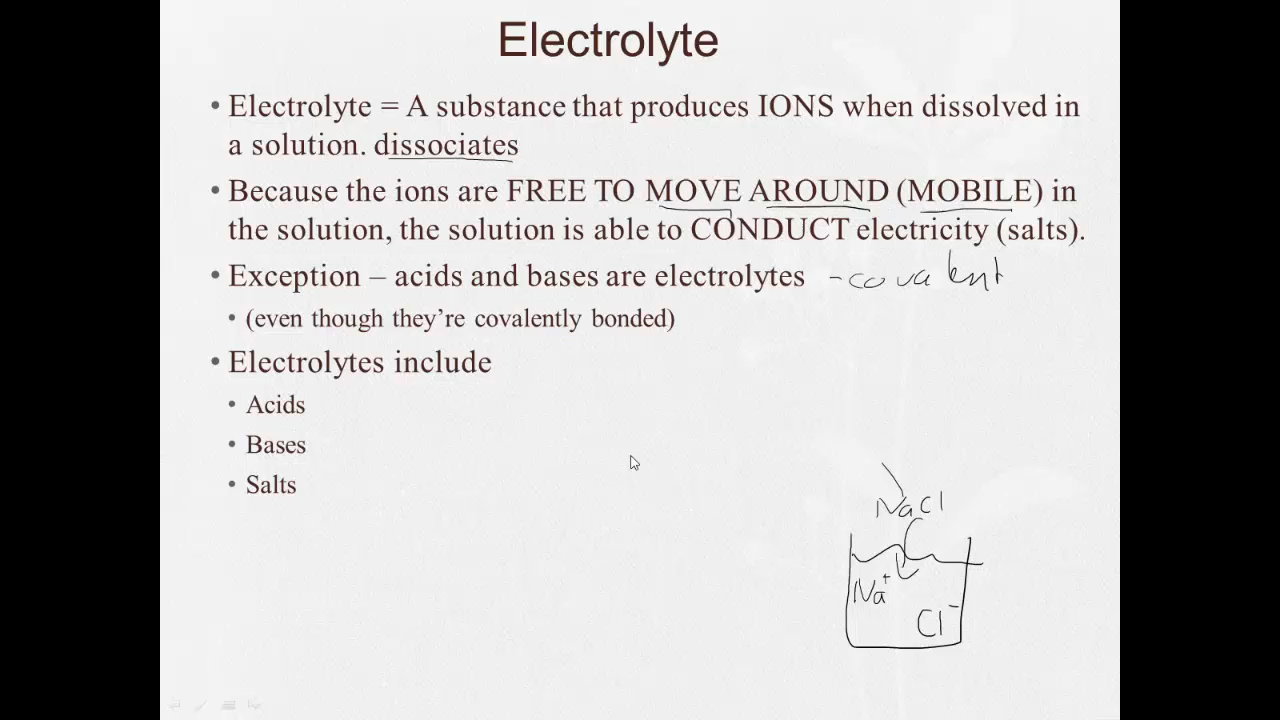 Electrolyte
• Electrolyte = A substance that produces IONS when dissolved in
a solution. dissociates
• Because the ions are FREE TO MOVE AROUND (MOBILE) in
the solution, the solution is able to CONDUCT electricity (salts).
• Exception – acids and bases are electrolytes - covalent
• (even though they're covalently bonded)
• Electrolytes include
• Acids
• Bases
• Salts
NaCl
Na+
Cl-